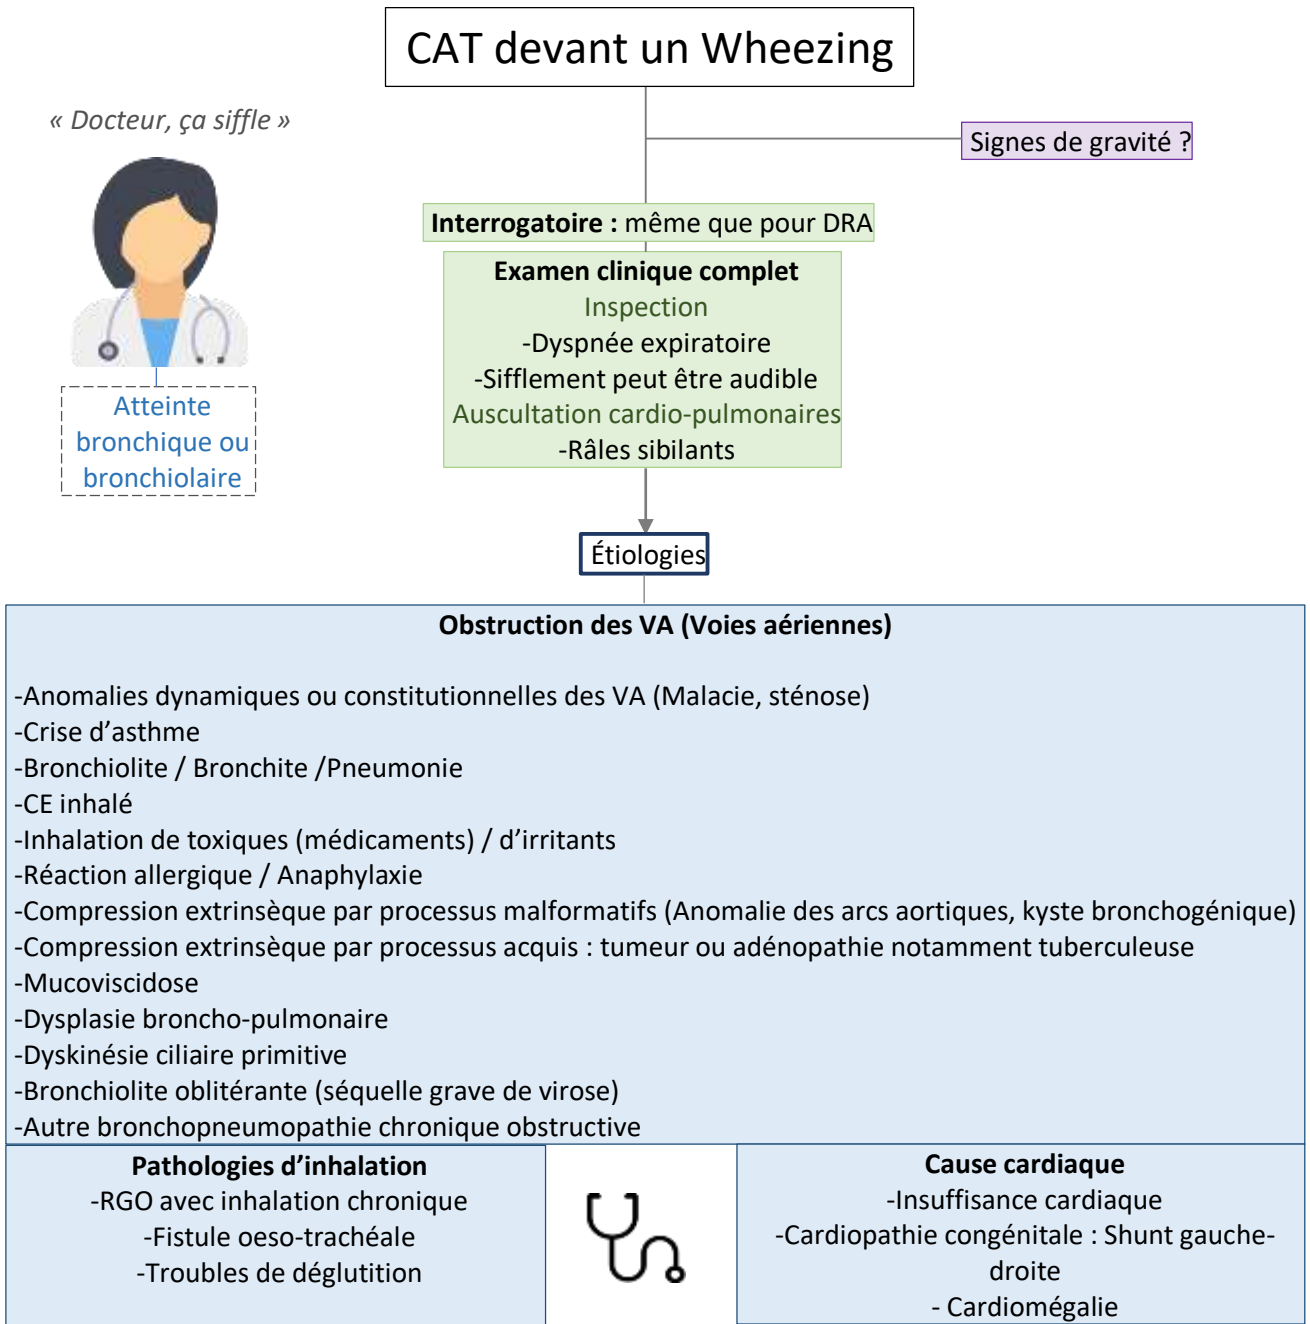 CAT devant un Wheezing
« Docteur, ça siffle »
Signes de gravité ?
Interrogatoire : même que pour DRA
Examen clinique complet
Inspection
-Dyspnée expiratoire
-Sifflement peut être audible
Auscultation cardio-pulmonaires
-Râles sibilants
Atteinte
bronchique ou
bronchiolaire
Étiologies
Obstruction des VA (Voies aériennes)
-Anomalies dynamiques ou constitutionnelles des VA (Malacie, sténose)
-Crise d’asthme
-Bronchiolite / Bronchite /Pneumonie
-CE inhalé
-Inhalation de toxiques (médicaments) / d’irritants
-Réaction allergique / Anaphylaxie
-Compression extrinsèque par processus malformatifs (Anomalie des arcs aortiques, kyste bronchogénique)
-Compression extrinsèque par processus acquis : tumeur ou adénopathie notamment tuberculeuse
-Mucoviscidose
-Dysplasie broncho-pulmonaire
-Dyskinésie ciliaire primitive
-Bronchiolite oblitérante (séquelle grave de virose)
-Autre bronchopneumopathie chronique obstructive
Pathologies d’inhalation
-RGO avec inhalation chronique
-Fistule oeso-trachéale
-Troubles de déglutition
Cause cardiaque
-Insuffisance cardiaque
-Cardiopathie congénitale : Shunt gauche-
droite
- Cardiomégalie